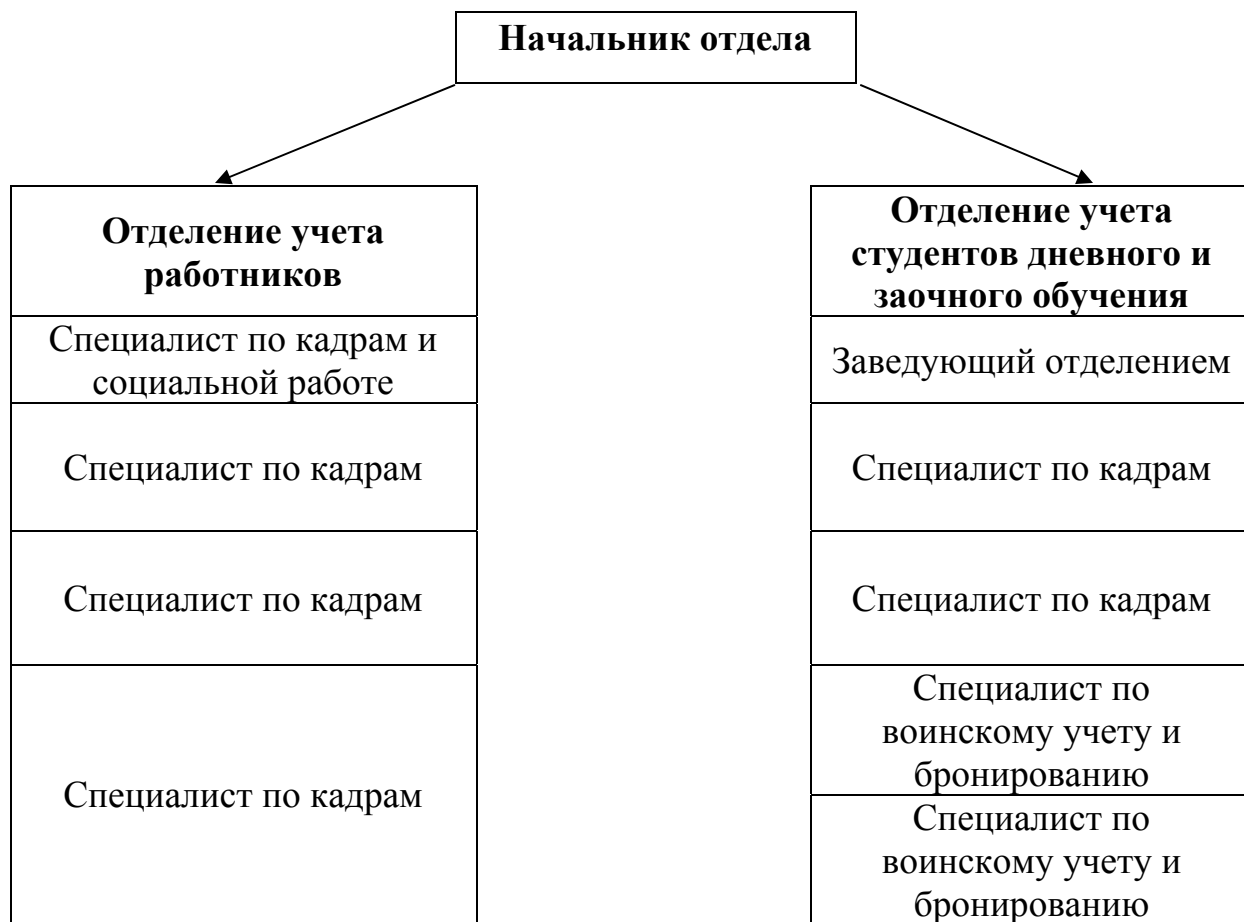 Начальник отдела
Отделение учета
работников
Специалист по кадрам и
социальной работе
Специалист по кадрам
Специалист по кадрам
Специалист по кадрам
Отделение учета
студентов дневного и
заочного обучения
Заведующий отделением
Специалист по кадрам
Специалист по кадрам
Специалист по
воинскому учету и
бронированию
Специалист по
воинскому учету и
бронированию